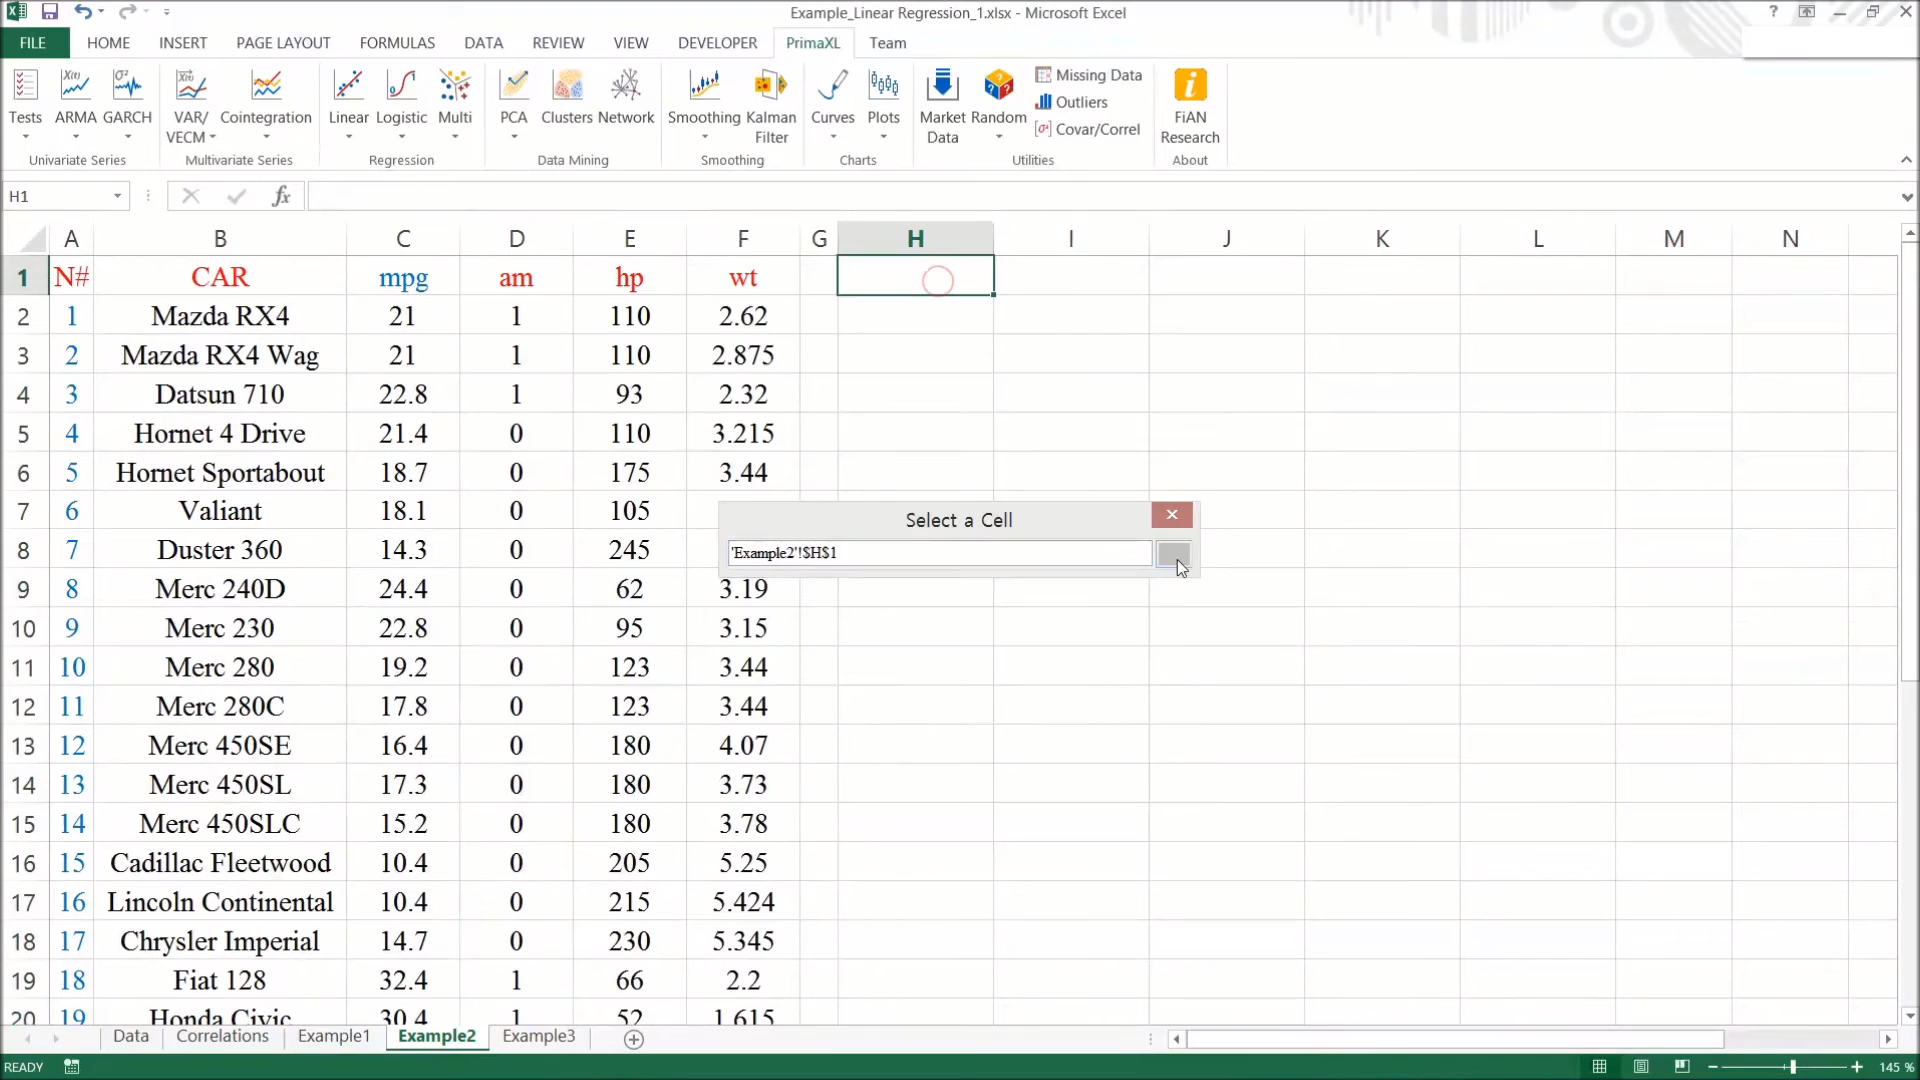 Example_Linear Regression_1.xlsx - Microsoft Excel
?
FILE HOME INSERT PAGE LAYOUT FORMULAS DATA REVIEW VIEW DEVELOPER PrimaXL Team
Tests ARMA GARCH
Univariate Series
VAR/ VECM Cointegration
Multivariate Series
Linear Logistic Multi
Regression
PCA Clusters Network
Data Mining
Smoothing Kalman Filter
Smoothing
Curves Plots
Charts
Market Data Random
Missing Data
Outliers
Covar/Correl
Utilities
FiAN Research
About
H1 fx
A B C D E F G H I J K L M N
1 N# CAR mpg am hp wt
2 1 Mazda RX4 21 1 110 2.62
3 2 Mazda RX4 Wag 21 1 110 2.875
4 3 Datsun 710 22.8 1 93 2.32
5 4 Hornet 4 Drive 21.4 0 110 3.215
6 5 Hornet Sportabout 18.7 0 175 3.44
7 6 Valiant 18.1 0 105
8 7 Duster 360 14.3 0 245
9 8 Merc 240D 24.4 0 62 3.19
10 9 Merc 230 22.8 0 95 3.15
11 10 Merc 280 19.2 0 123 3.44
12 11 Merc 280C 17.8 0 123 3.44
13 12 Merc 450SE 16.4 0 180 4.07
14 13 Merc 450SL 17.3 0 180 3.73
15 14 Merc 450SLC 15.2 0 180 3.78
16 15 Cadillac Fleetwood 10.4 0 205 5.25
17 16 Lincoln Continental 10.4 0 215 5.424
18 17 Chrysler Imperial 14.7 0 230 5.345
19 18 Fiat 128 32.4 1 66 2.2
20 19 Honda Civic 30.4 1 52 1.615
Select a Cell
'Example2'!$H$1
Data Correlations Example1 Example2 Example3
READY 145 %